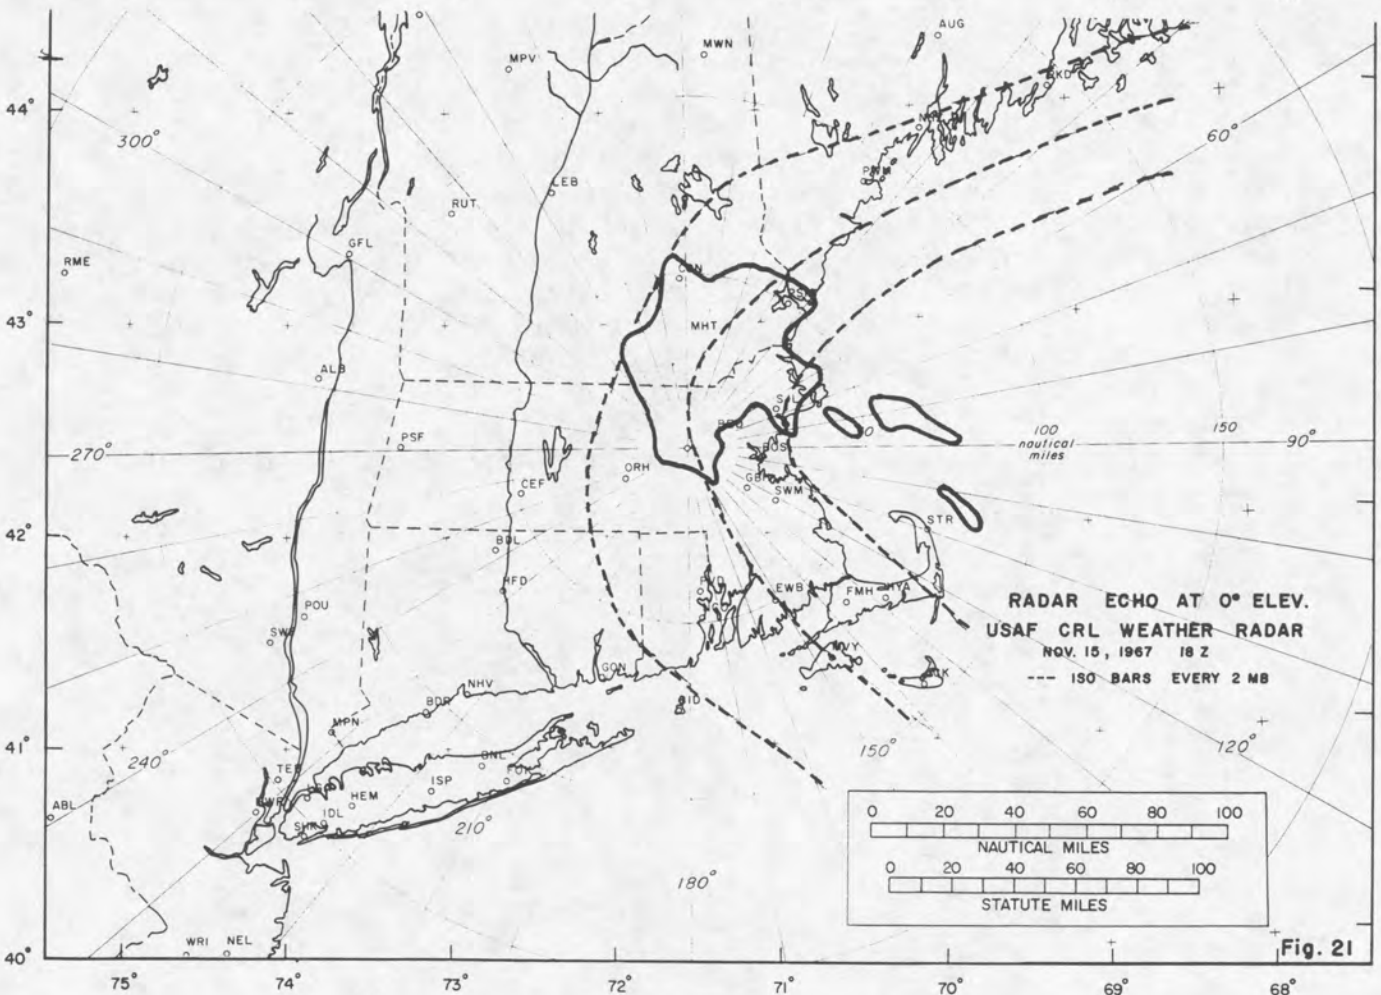 AUG
MWN
MPV
44°
300°
PWM
60°
LEB
RUT
GFL
RME
CON
43°
MHT
ALB
PSF
BED
BOS
100
nautical
miles
150
90°
270°
ORH
CEF
GBH
SWM
STR
42°
BDL
HFD
PVD
EWB
FMH
HYA
RADAR ECHO AT 0° ELEV.
USAF CRL WEATHER RADAR
NOV. 15, 1967 18 Z
--- ISO BARS EVERY 2 MB
POU
GON
NHV
BDR
BID
MPN
41°
240°
150°
120°
ABL
TEB
BNL
FOK
ISP
HEM
IDL
210°
180°
0 20 40 60 80 100
NAUTICAL MILES
0 20 40 60 80 100
STATUTE MILES
WRI
NEL
40°
Fig. 21
75°
74°
73°
72°
71°
70°
69°
68°